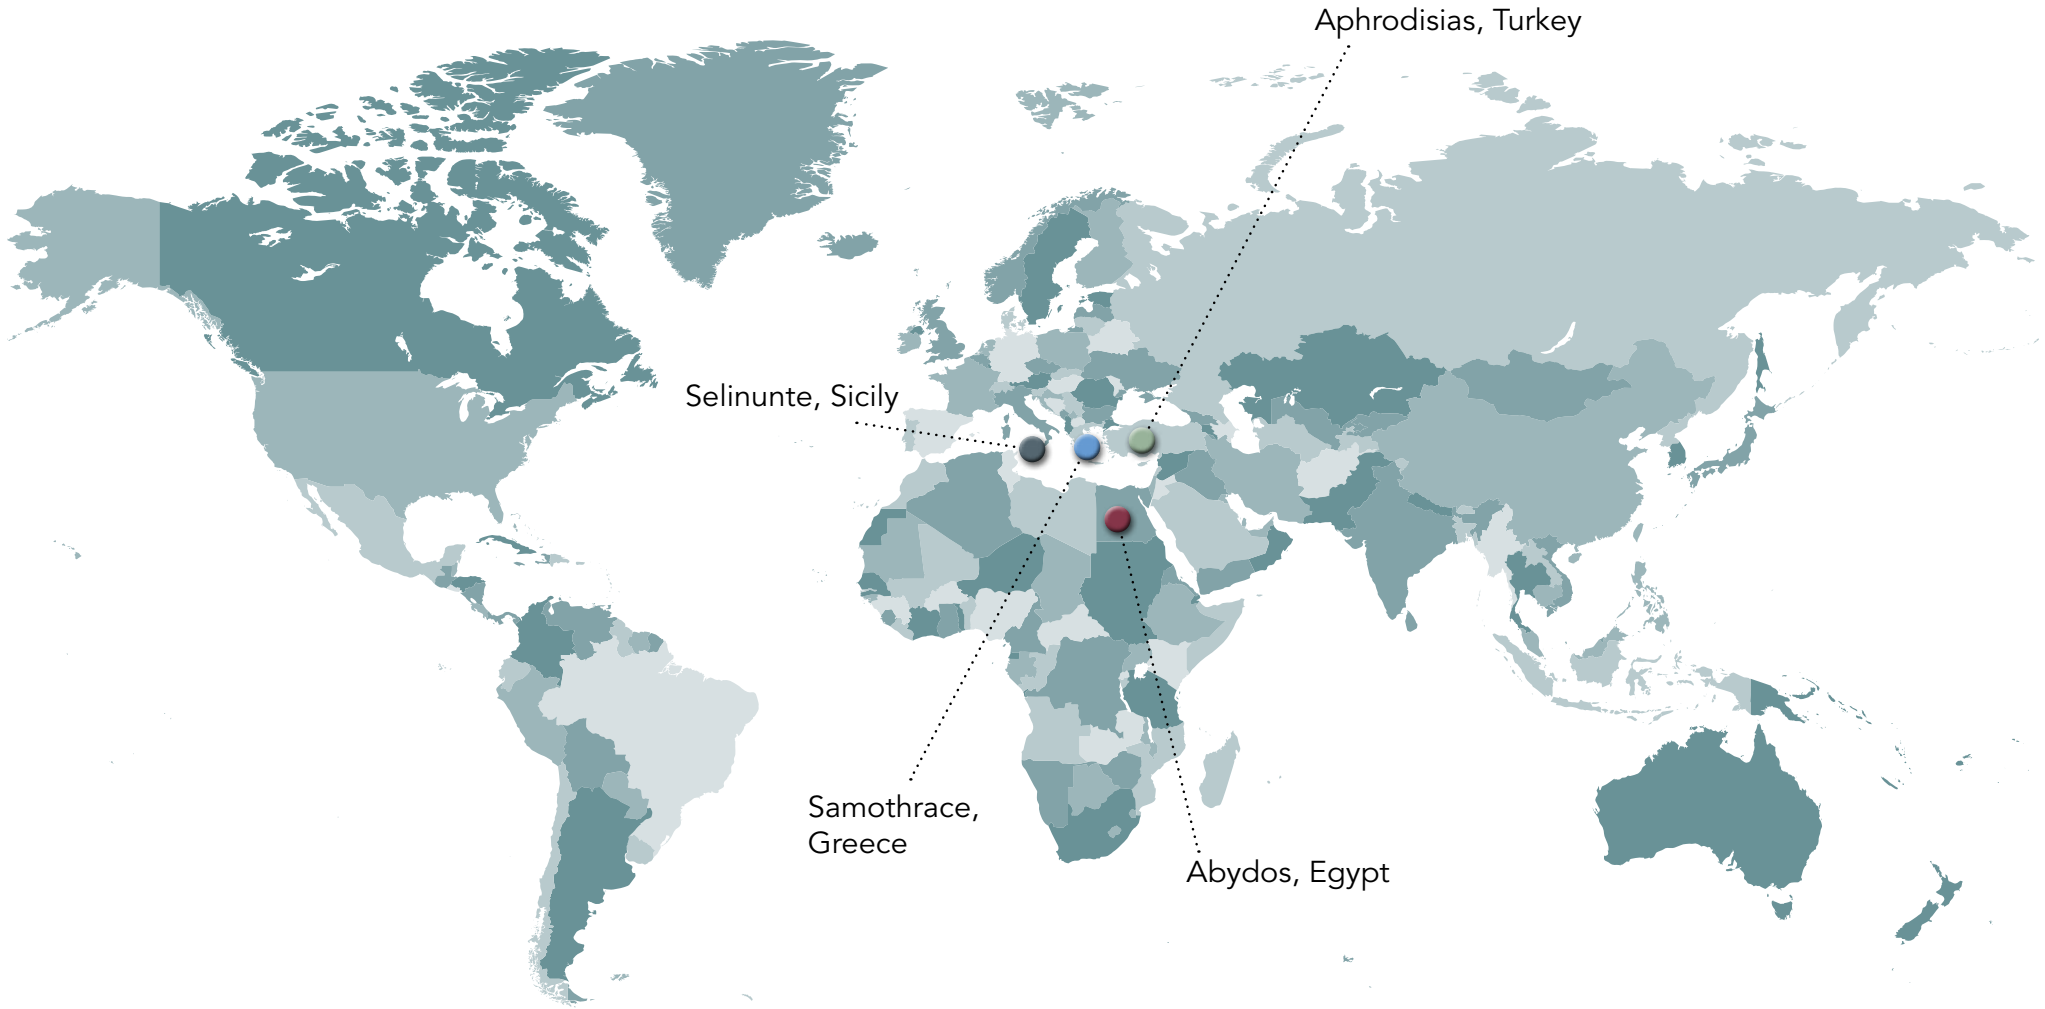 Aphrodisias, Turkey
Selinunte, Sicily
Samothrace,
Greece
Abydos, Egypt